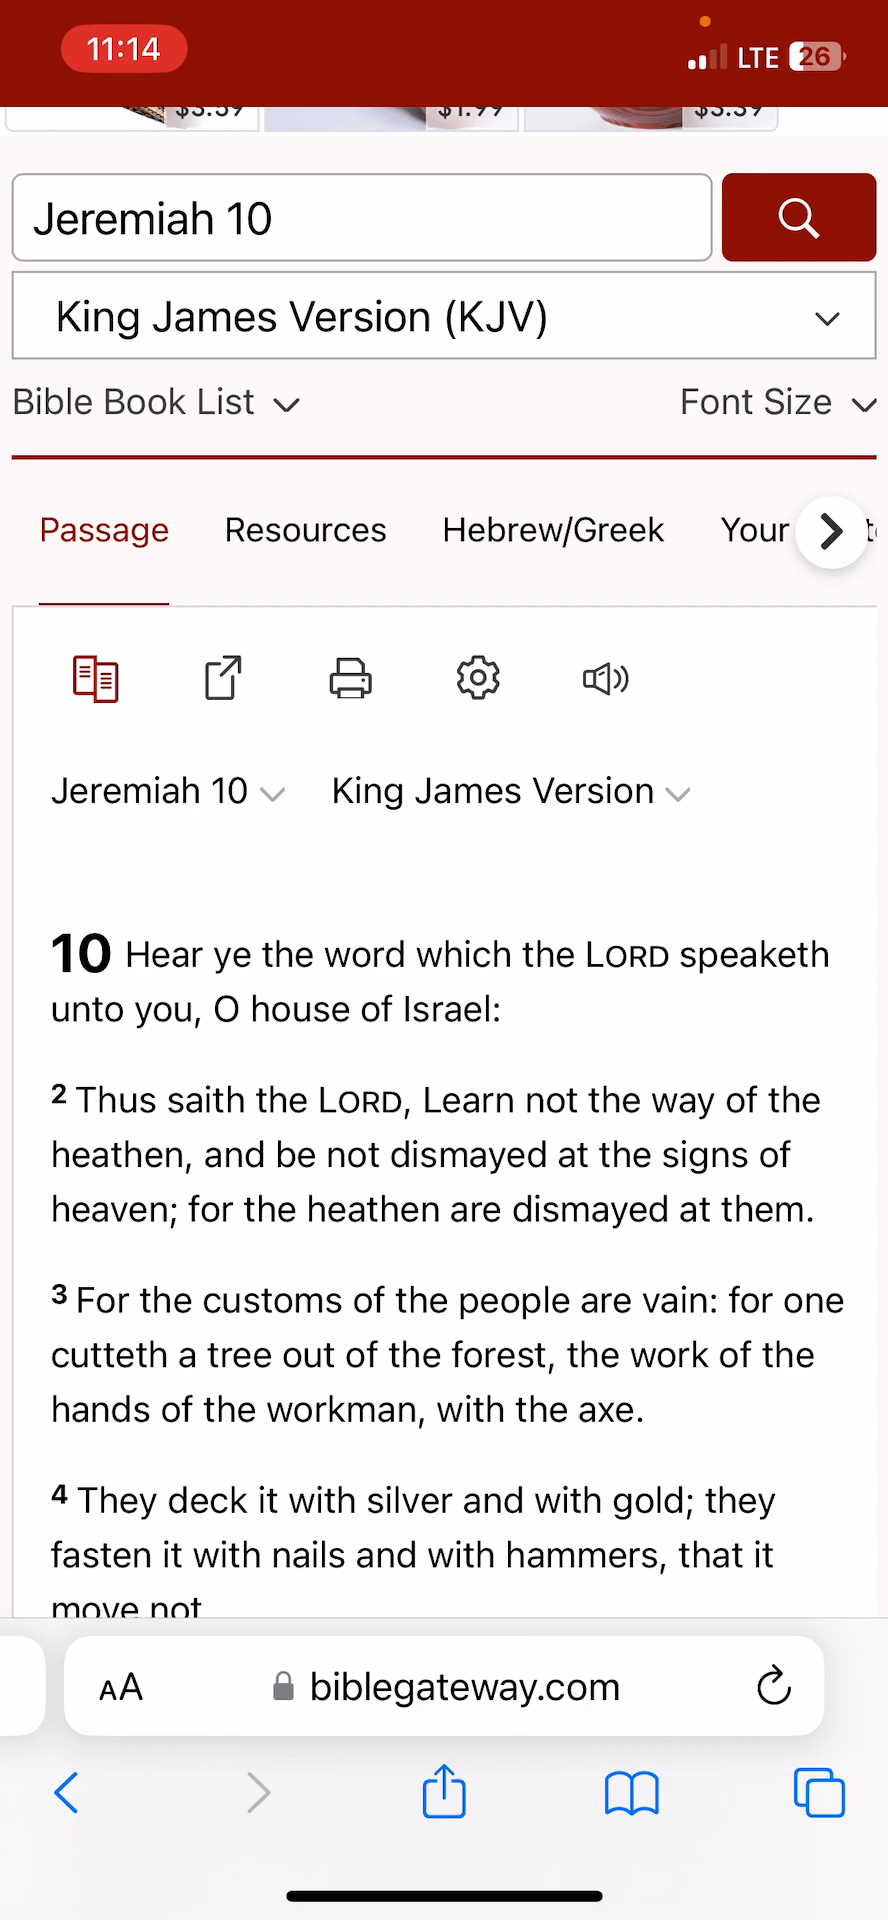 11:14
LTE 26
$3.59 $1.99 $3.39
Jeremiah 10
King James Version (KJV)
Bible Book List Font Size
Passage Resources Hebrew/Greek Your
Jeremiah 10 King James Version
10 Hear ye the word which the LORD speaketh
unto you, O house of Israel:
2 Thus saith the LORD, Learn not the way of the
heathen, and be not dismayed at the signs of
heaven; for the heathen are dismayed at them.
3 For the customs of the people are vain: for one
cutteth a tree out of the forest, the work of the
hands of the workman, with the axe.
4 They deck it with silver and with gold; they
fasten it with nails and with hammers, that it
move not
AA biblegateway.com